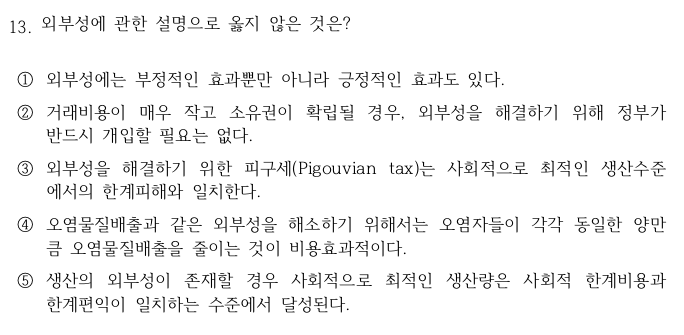 13. 외부성에 관한 설명으로 옳지 않은 것은?
① 외부성에는 부정적인 효과뿐만 아니라 긍정적인 효과도 있다.
② 거래비용이 매우 작고 소유권이 확립될 경우, 외부성을 해결하기 위해 정부가
반드시 개입할 필요는 없다.
③ 외부성을 해결하기 위한 피구세(Pigouvian tax)는 사회적으로 최적인 생산수준
에서의 한계피해와 일치한다.
④ 오염물질배출과 같은 외부성을 해소하기 위해서는 오염자들이 각각 동일한 양만
큼 오염물질배출을 줄이는 것이 비용효과적이다.
⑤ 생산의 외부성이 존재할 경우 사회적으로 최적인 생산량은 사회적 한계비용과
한계편익이 일치하는 수준에서 달성된다.